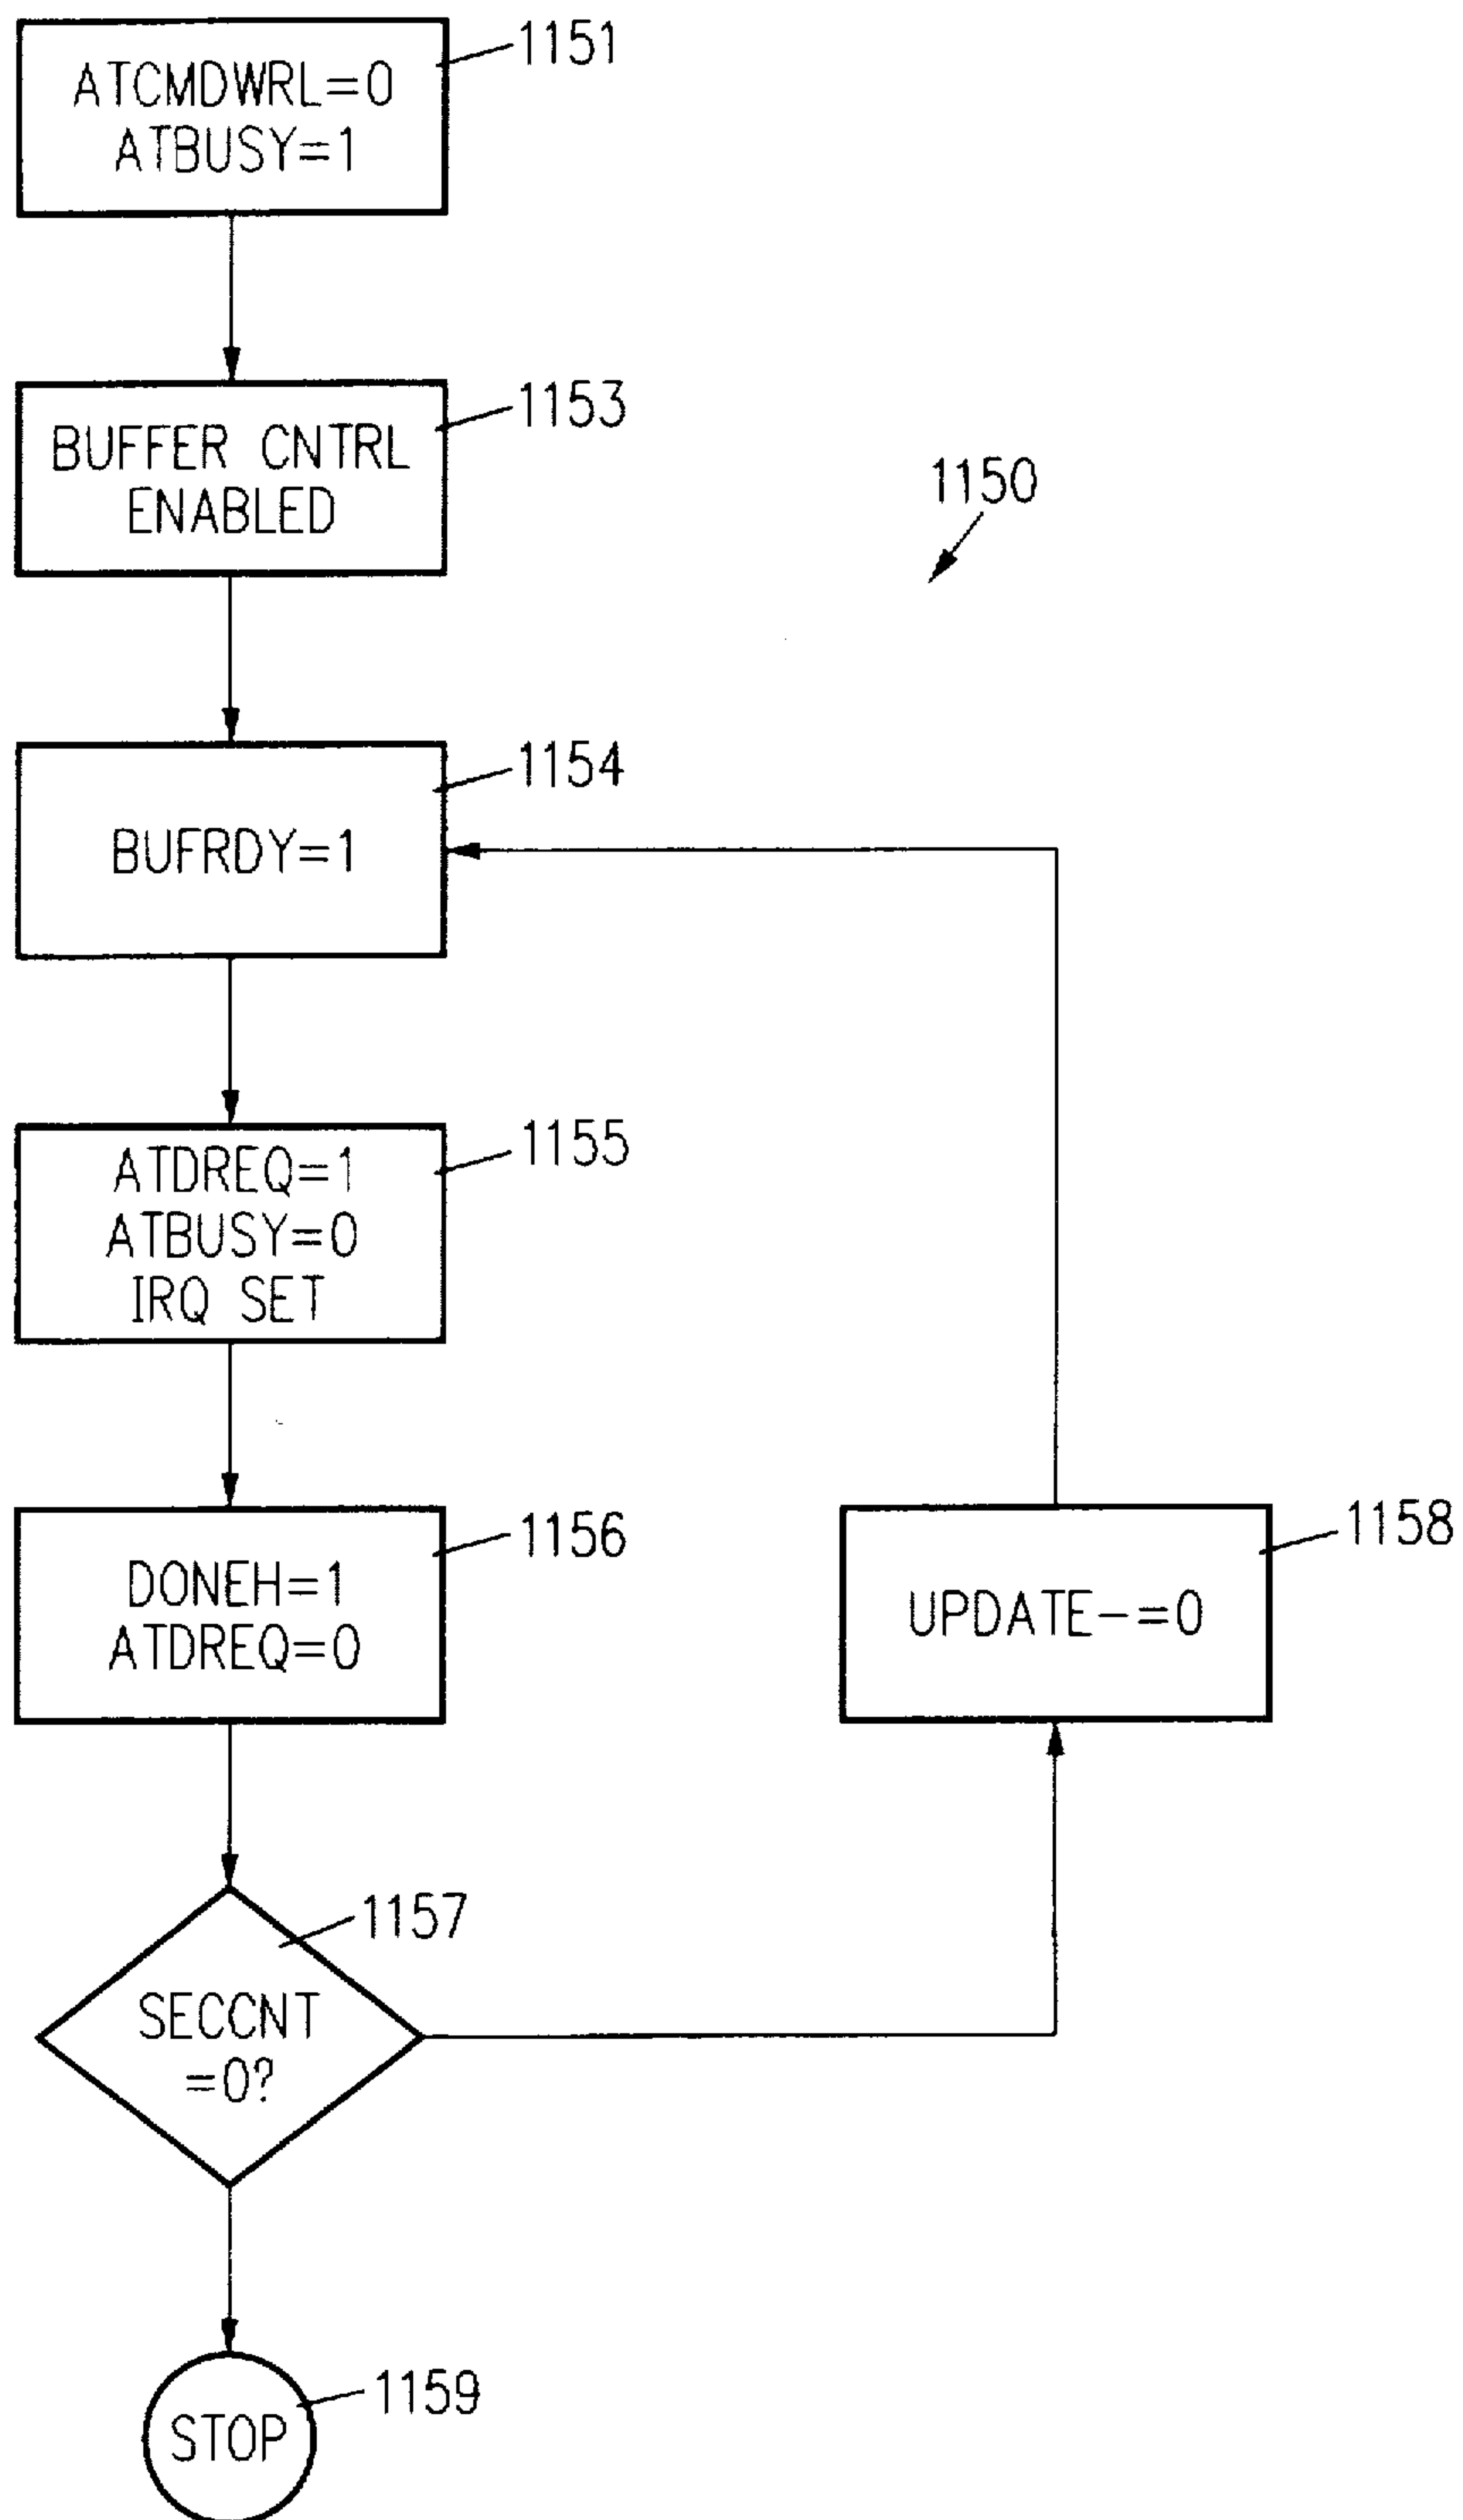 1151
ATCMDWRL=0
ATBUSY=1
1153
BUFFER CNTRL
ENABLED
1150
1154
BUFRDY=1
1155
ATDREQ=1
ATBUSY=0
IRQ SET
1156
DONEH=1
ATDREQ=0
1158
UPDATE-=0
1157
SECCNT
=0?
1159
STOP